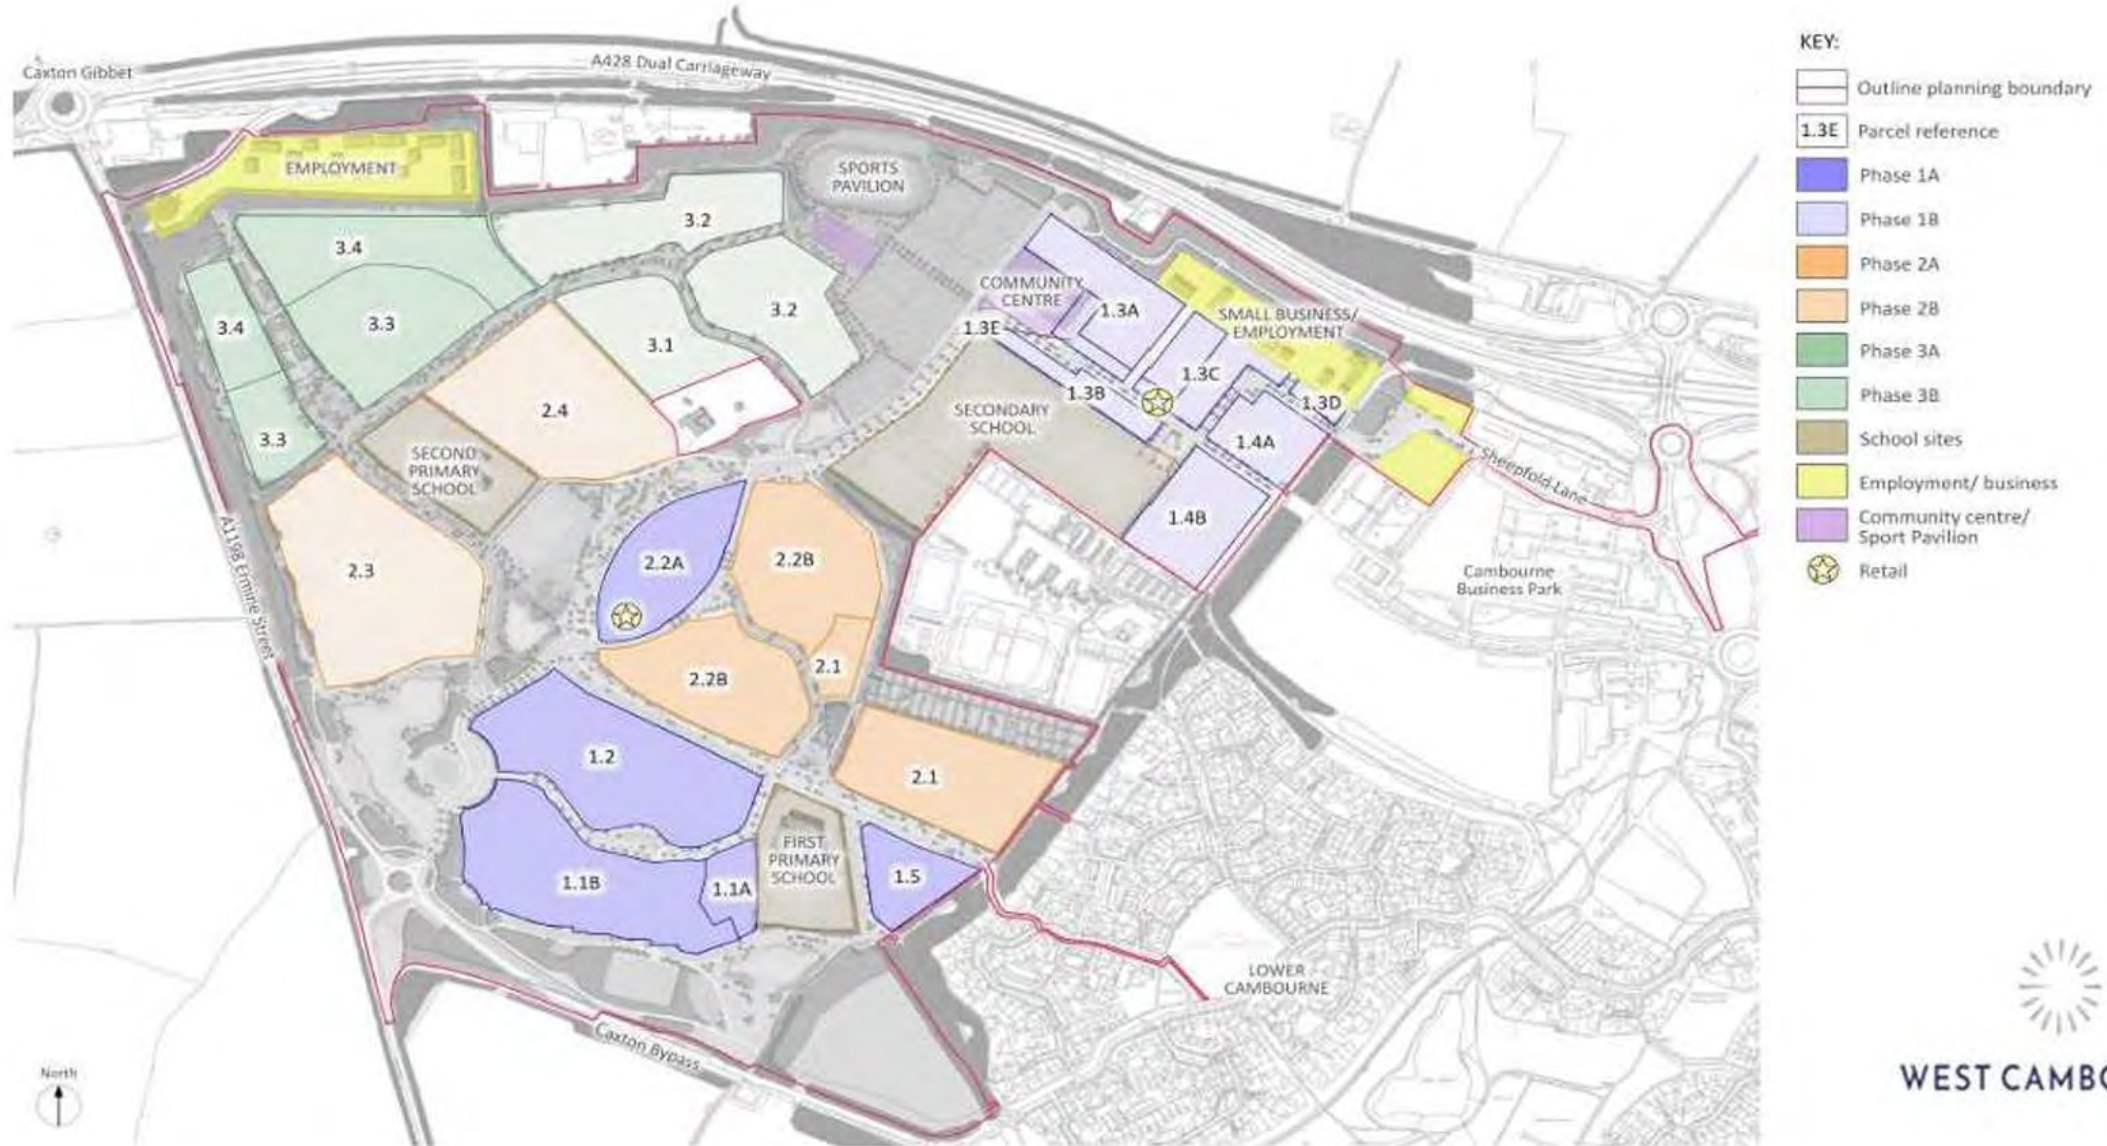 Caxton Gibbet
A428 Dual Carriageway
EMPLOYMENT
SPORTS
PAVILION
3.2
3.4
3.4
3.3
3.2
3.1
3.3
2.4
COMMUNITY
CENTRE
1.3A
1.3E
SMALL BUSINESS/
EMPLOYMENT
1.3C
1.3B
1.3D
1.4A
1.4B
SECONDARY
SCHOOL
SECOND
PRIMARY
SCHOOL
Sheepfold Lane
Cambourne
Business Park
A1198 Ermine Street
2.3
2.2A
2.2B
2.2B
2.1
2.1
1.2
1.1B
1.1A
FIRST
PRIMARY
SCHOOL
1.5
LOWER
CAMBOURNE
Caxton Bypass
North
KEY:
Outline planning boundary
1.3E Parcel reference
Phase 1A
Phase 1B
Phase 2A
Phase 2B
Phase 3A
Phase 3B
School sites
Employment/ business
Community centre/
Sport Pavilion
Retail
WEST CAMBO